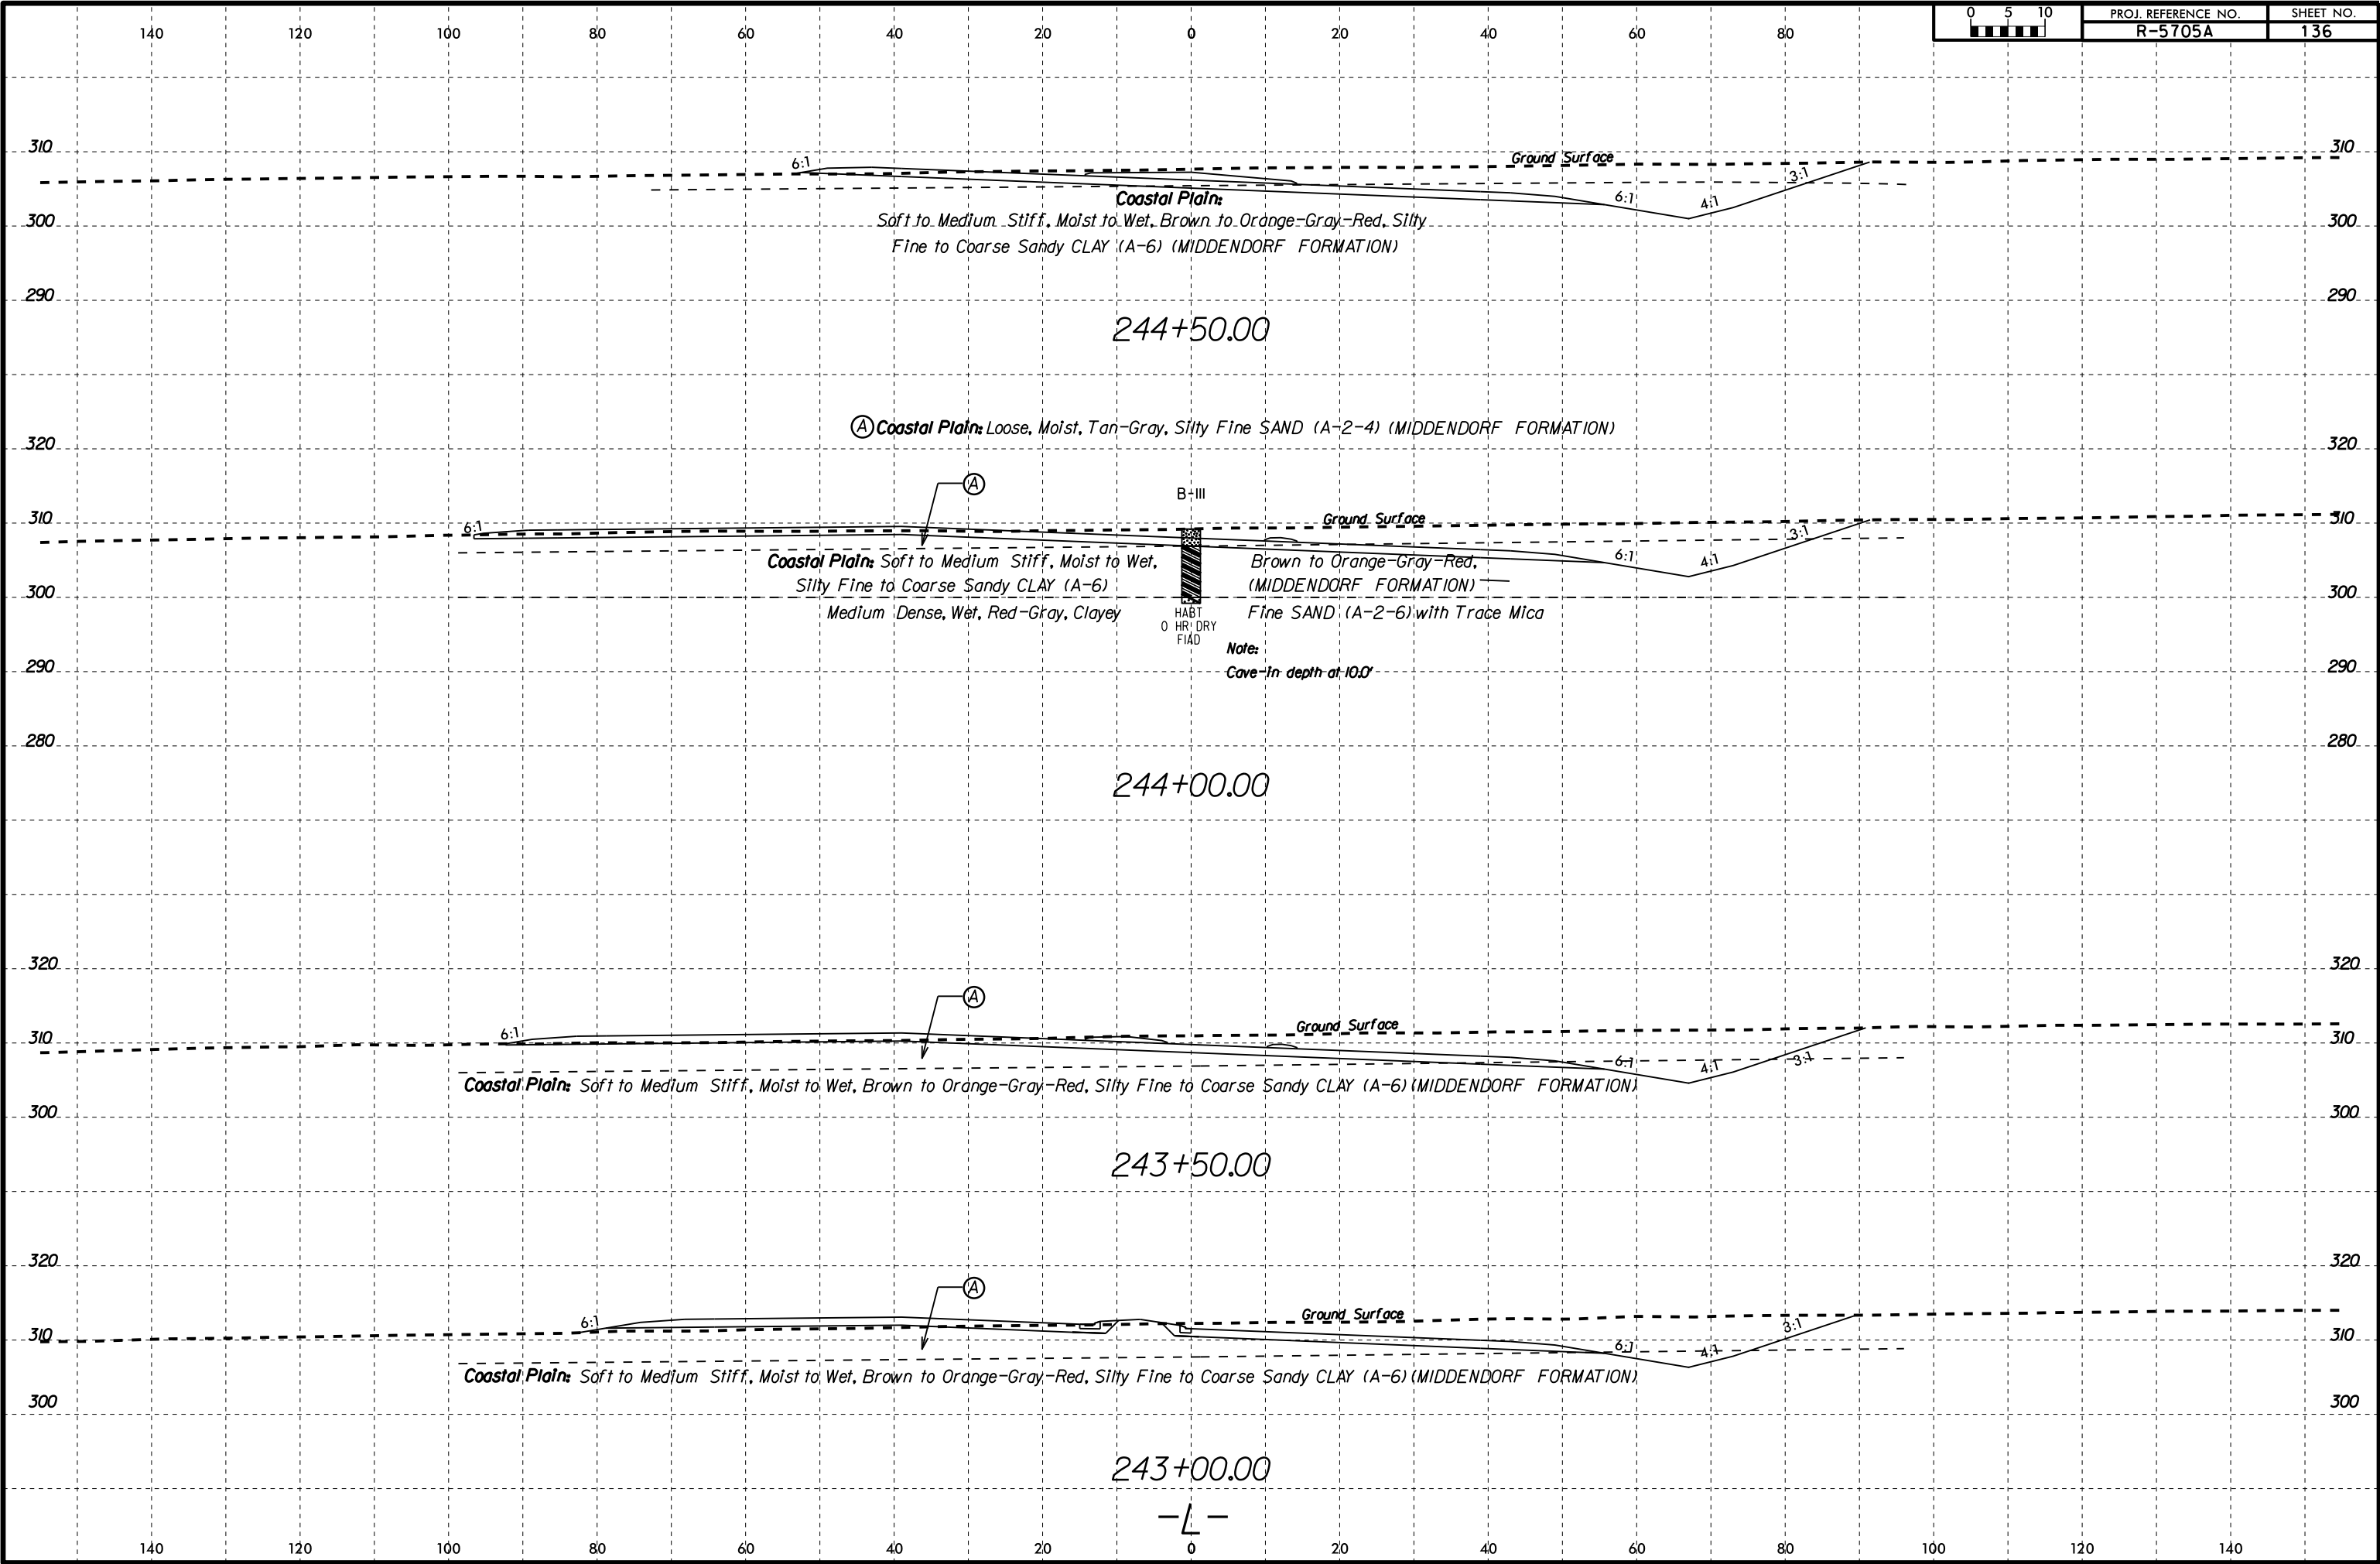 0 5 10
PROJ. REFERENCE NO. SHEET NO.
R-5705A 136
140 120 100 80 60 40 20 0 20 40 60 80
310 310
6:1 Ground Surface 3:1
Coastal Plain:
6:1 4:1
300 Soft to Medium Stiff, Moist to Wet, Brown to Orange-Gray-Red, Silty 300
Fine to Coarse Sandy CLAY (A-6) (MIDDENDORF FORMATION)
290 290
244+50.00
A Coastal Plain: Loose, Moist, Tan-Gray, Silty Fine SAND (A-2-4) (MIDDENDORF FORMATION)
320 320
A
B-111
310 Ground Surface 310
6:1 3:1
Coastal Plain: Soft to Medium Stiff, Moist to Wet, Brown to Orange-Gray-Red, 6:1 4:1
Silty Fine to Coarse Sandy CLAY (A-6) (MIDDENDORF FORMATION)
300 300
Medium Dense, Wet, Red-Gray, Clayey Fine SAND (A-2-6) with Trace Mica
HABT
0 HR DRY
FIAD
Note:
290 290
Cave-in depth at 10.0'
280 280
244+00.00
320 320
A
6:1 Ground Surface
310 310
6:1 4:1 3:1
Coastal Plain: Soft to Medium Stiff, Moist to Wet, Brown to Orange-Gray-Red, Silty Fine to Coarse Sandy CLAY (A-6) (MIDDENDORF FORMATION)
300 300
243+50.00
320 320
A
Ground Surface
6:1 3:1
310 310
6:1 4:1
Coastal Plain: Soft to Medium Stiff, Moist to Wet, Brown to Orange-Gray-Red, Silty Fine to Coarse Sandy CLAY (A-6) (MIDDENDORF FORMATION)
300 300
243+00.00
-L-
140 120 100 80 60 40 20 0 20 40 60 80 100 120 140